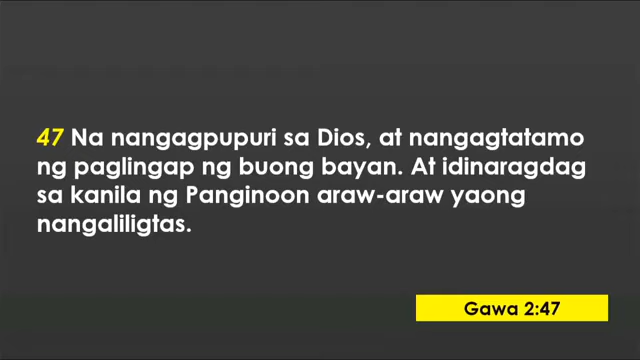 47 Na nangagpupuri sa Dios, at nangagtatamo
ng paglingap ng buong bayan. At idinaragdag
sa kanila ng Panginoon araw-araw yaong
nangaliligtas.
Gawa 2:47